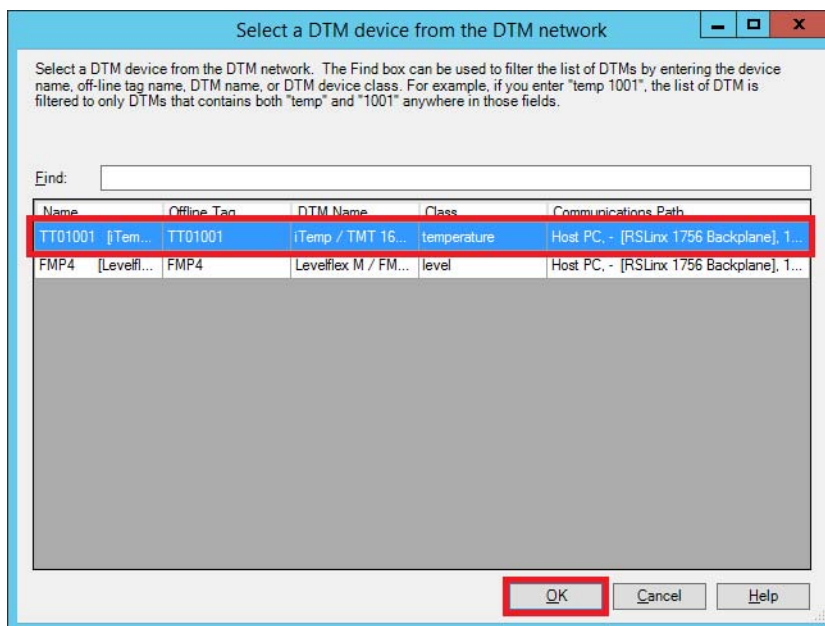 Select a DTM device from the DTM network
Select a DTM device from the DTM network. The Find box can be used to filter the list of DTMs by entering the device
name, off-line tag name, DTM name, or DTM device class. For example, if you enter "temp 1001", the list of DTM is
filtered to only DTMs that contains both "temp" and "1001" anywhere in those fields.
Find:
Name Offline Tag DTM Name Class Communications Path
TT01001 [iTem... TT01001 iTemp / TMT 16... temperature Host PC, - [RSLinx 1756 Backplane], 1...
FMP4 [Levelfl... FMP4 Levelflex M / FM... level Host PC, - [RSLinx 1756 Backplane], 1...
OK Cancel Help